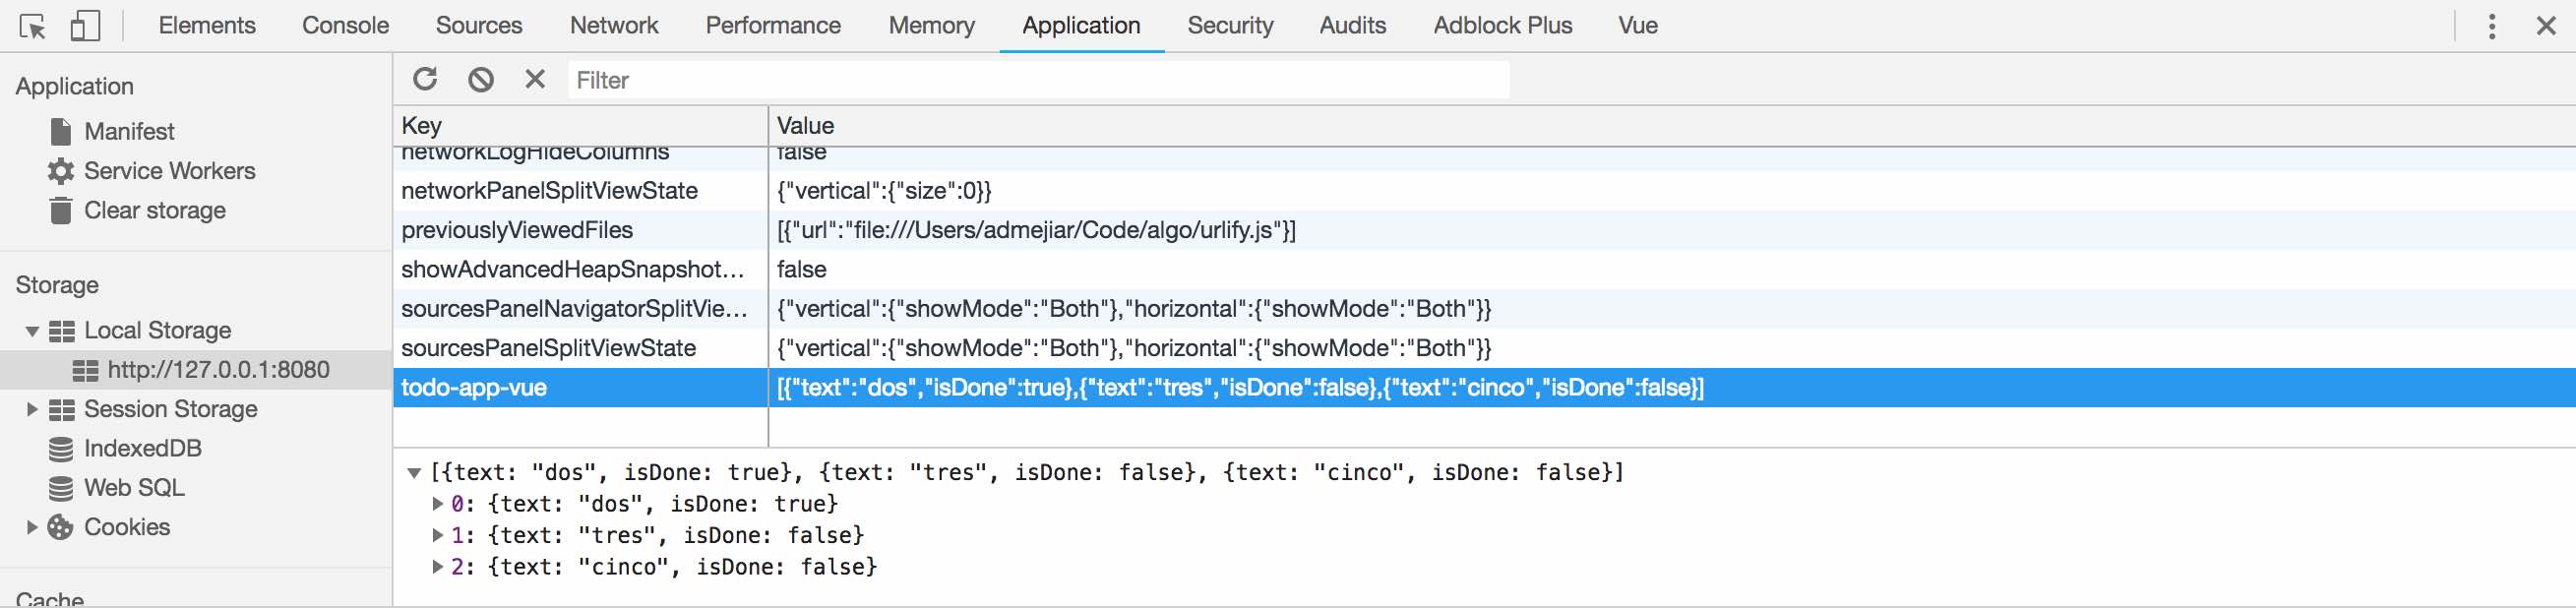 Elements Console Sources Network Performance Memory Application Security Audits Adblock Plus Vue
Application
Manifest
Service Workers
Clear storage
Storage
Local Storage
http://127.0.0.1:8080
Session Storage
IndexedDB
Web SQL
Cookies
Cache
Filter
Key Value
networkLogHideColumns false
networkPanelSplitViewState {"vertical":{"size":0}}
previouslyViewedFiles [{"url":"file:///Users/admejiar/Code/algo/urlify.js"}]
showAdvancedHeapSnapshot… false
sourcesPanelNavigatorSplitVie… {"vertical":{"showMode":"Both"},"horizontal":{"showMode":"Both"}}
sourcesPanelSplitViewState {"vertical":{"showMode":"Both"},"horizontal":{"showMode":"Both"}}
todo-app-vue [{"text":"dos","isDone":true},{"text":"tres","isDone":false},{"text":"cinco","isDone":false}]
[{text: "dos", isDone: true}, {text: "tres", isDone: false}, {text: "cinco", isDone: false}]
0: {text: "dos", isDone: true}
1: {text: "tres", isDone: false}
2: {text: "cinco", isDone: false}